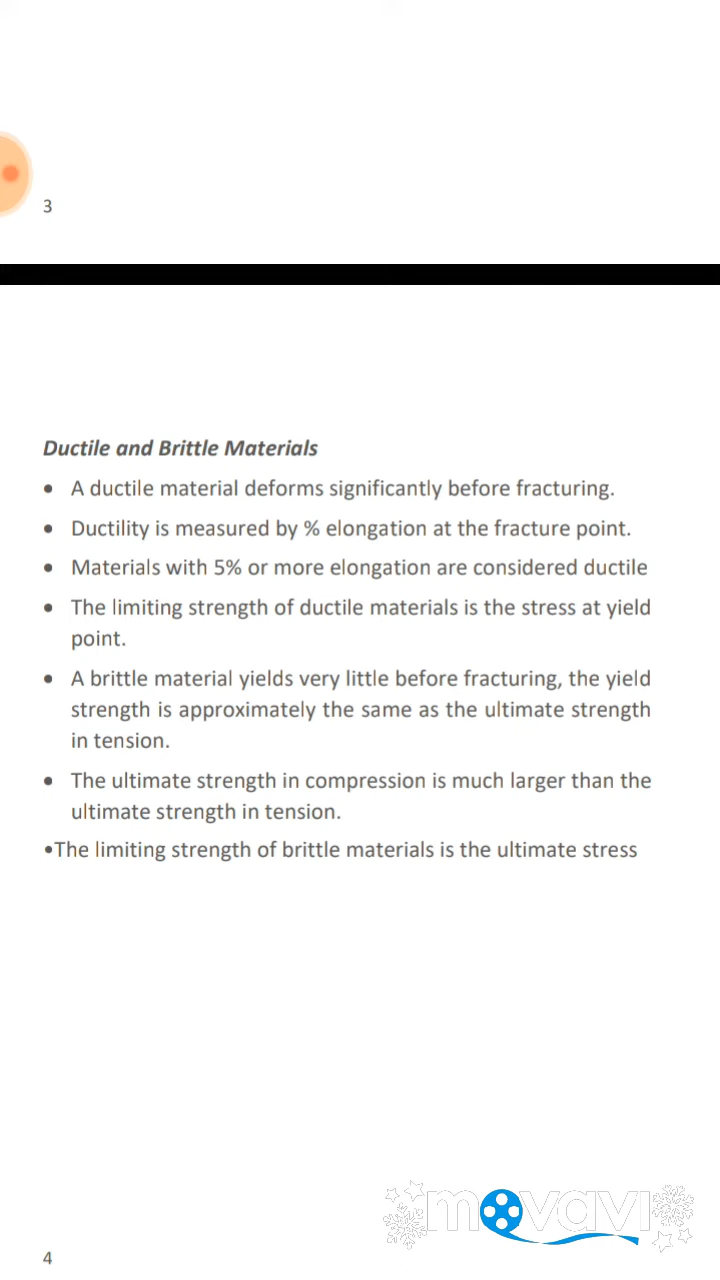 3
Ductile and Brittle Materials
• A ductile material deforms significantly before fracturing.
• Ductility is measured by % elongation at the fracture point.
• Materials with 5% or more elongation are considered ductile
• The limiting strength of ductile materials is the stress at yield
point.
• A brittle material yields very little before fracturing, the yield
strength is approximately the same as the ultimate strength
in tension.
• The ultimate strength in compression is much larger than the
ultimate strength in tension.
•The limiting strength of brittle materials is the ultimate stress
movavi
4